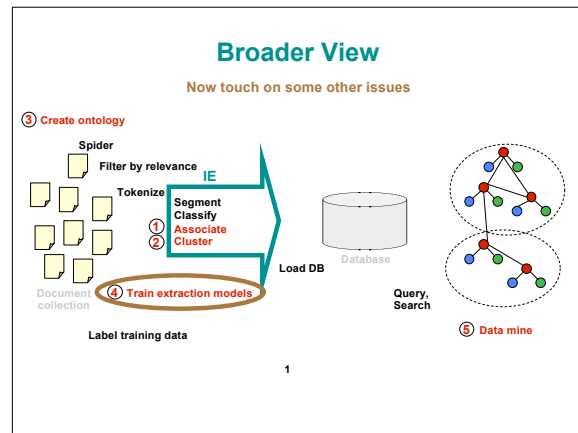 Broader View
Now touch on some other issues
3 Create ontology
Spider
Filter by relevance
IE
Tokenize
Segment
Classify
1 Associate
2 Cluster
Database
Load DB
Document
collection
4 Train extraction models
Query,
Search
Label training data
5 Data mine
1